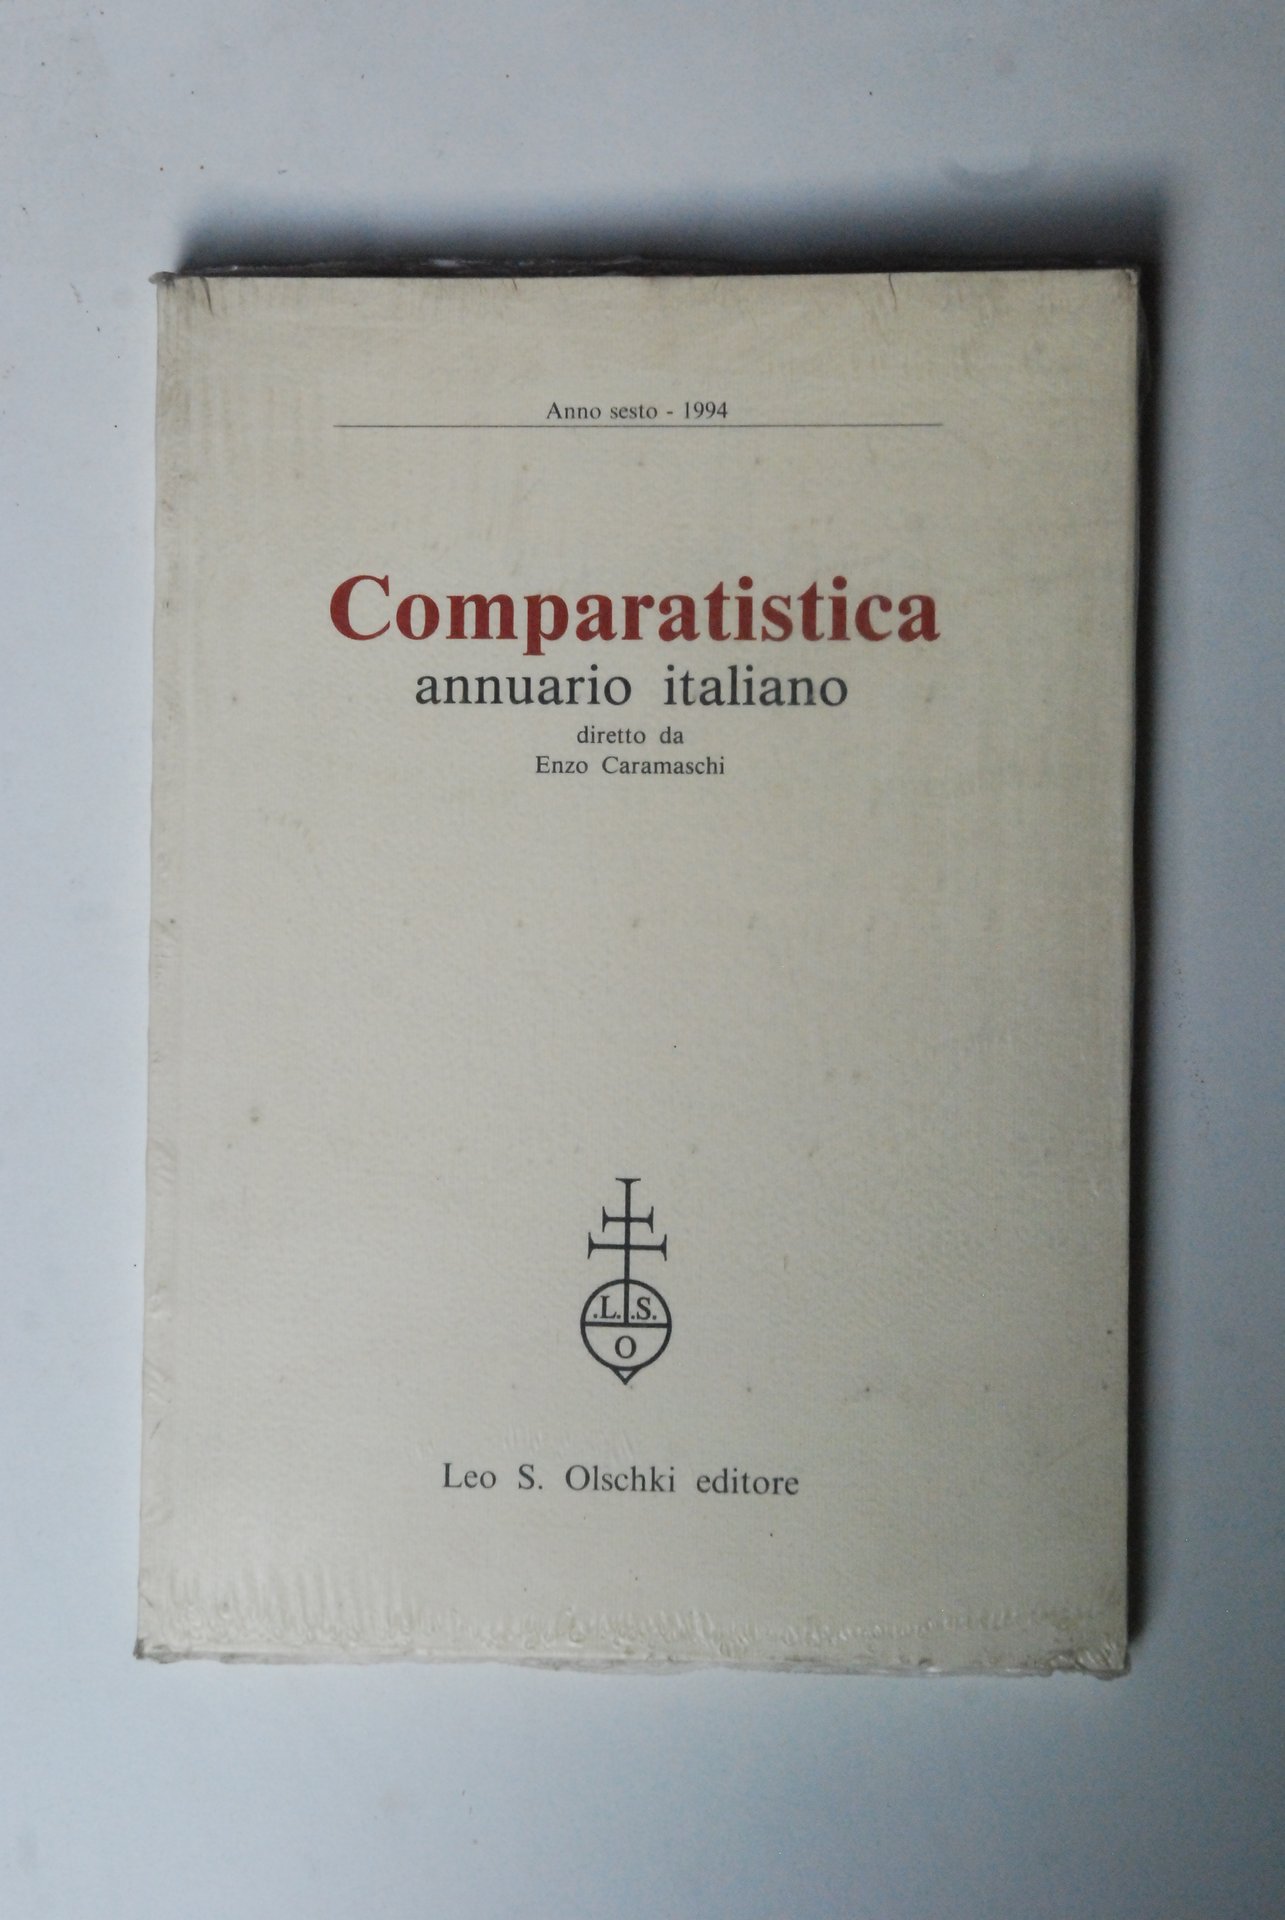 Anno sesto - 1994
Comparatistica
annuario italiano
diretto da
Enzo Caramaschi
.L. .S.
O
Leo S. Olschki editore